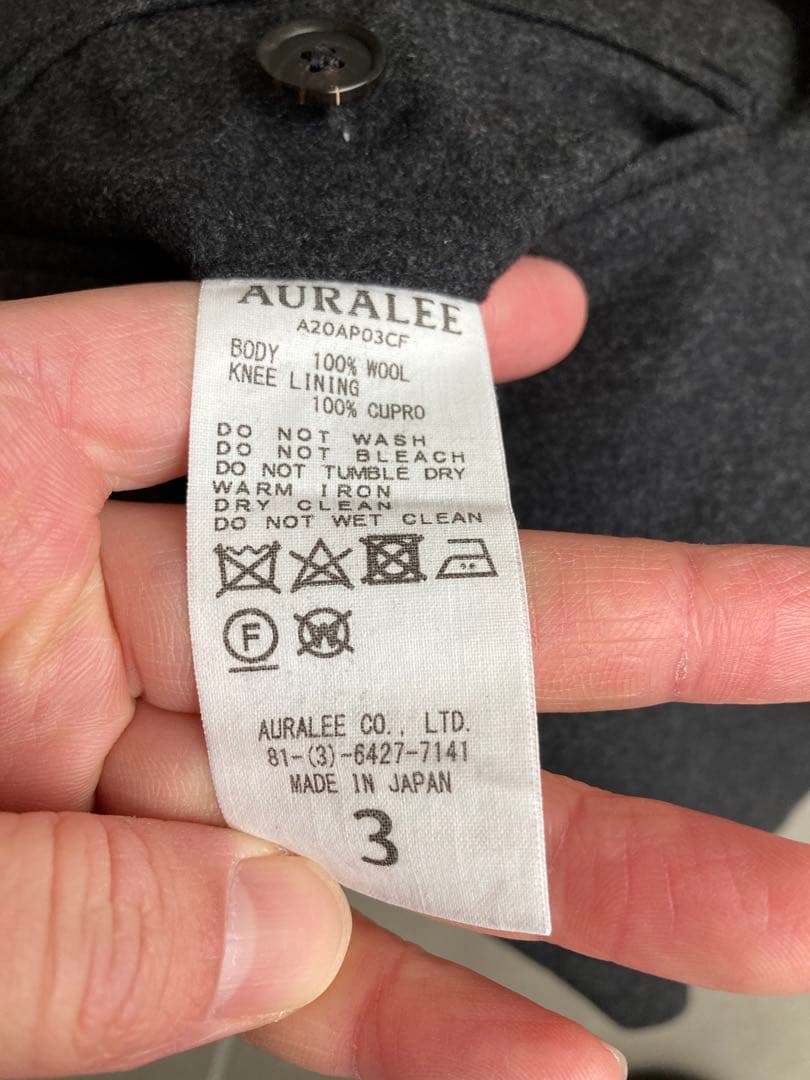 AURALEE
A20AP03CF
BODY 100% WOOL
KNEE LINING
100% CUPRO
DO NOT WASH
DO NOT BLEACH
DO NOT TUMBLE DRY
WARM IRON
DRY CLEAN
DO NOT WET CLEAN
F W
AURALEE CO., LTD.
81-(3)-6427-7141
MADE IN JAPAN
3